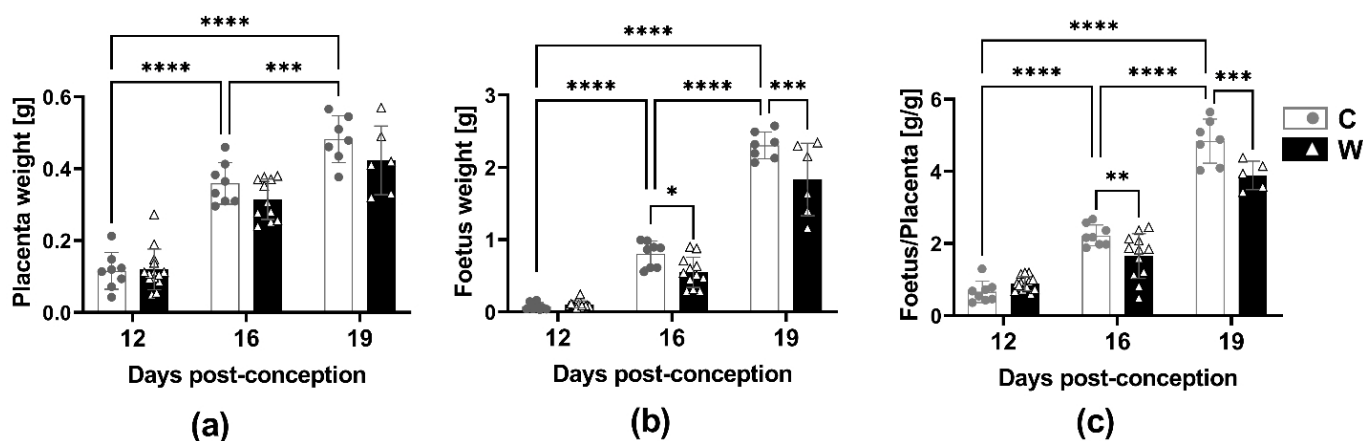 ****
**** ***
Placenta weight [g]
0.6
0.4
0.2
0.0
12 16 19
Days post-conception
(a)
****
**** **** ***
*
Foetus weight [g]
3
2
1
0
12 16 19
Days post-conception
(b)
****
**** **** ***
**
Foetus/Placenta [g/g]
6
4
2
0
12 16 19
Days post-conception
(c)
C
W